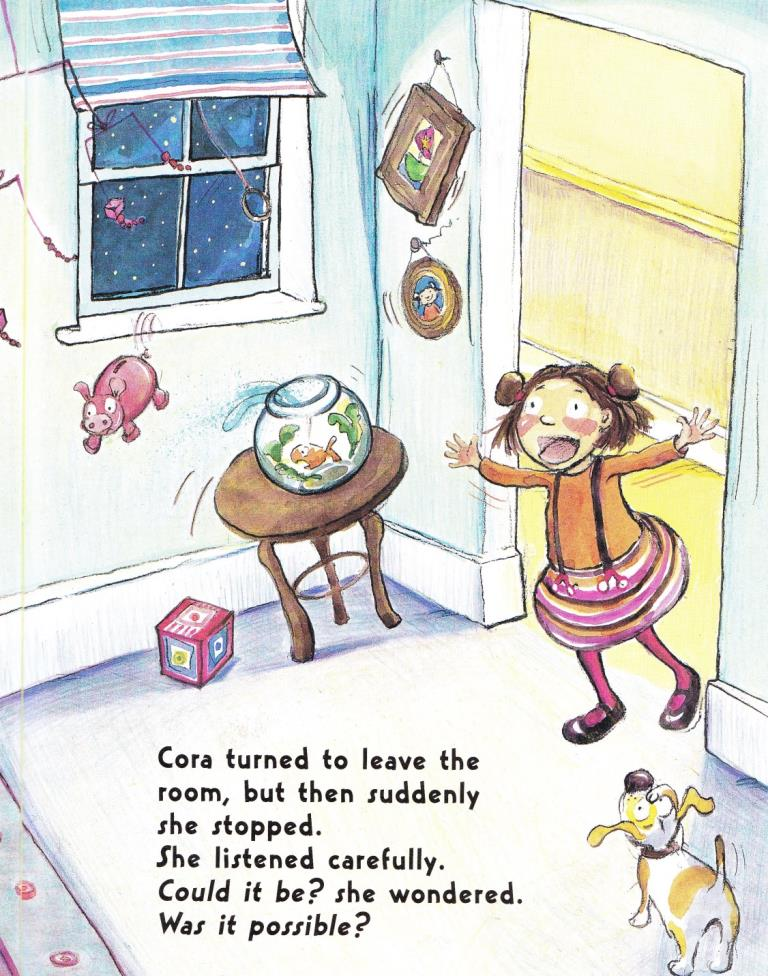 Cora turned to leave the
room, but then suddenly
she stopped.
She listened carefully.
Could it be? she wondered.
Was it possible?